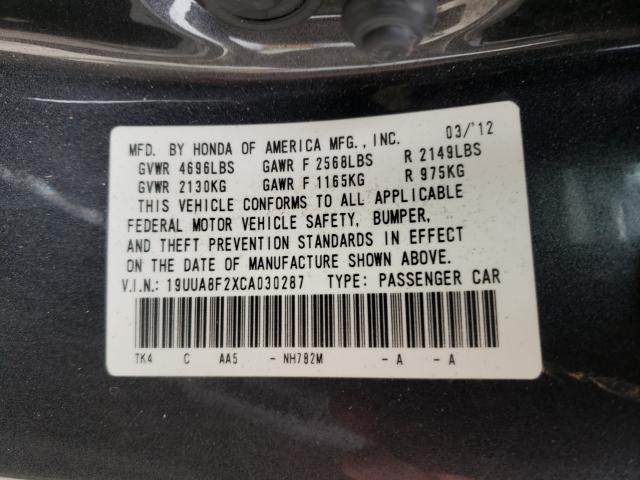 MFD. BY HONDA OF AMERICA MFG., INC. 03/'12
GVWR 4696LBS GAWR F 2568LBS R 2149LBS
GVWR 2130KG GAWR F 1165KG R 975KG
THIS VEHICLE CONFORMS TO ALL APPLICABLE
FEDERAL MOTOR VEHICLE SAFETY, BUMPER,
AND THEFT PREVENTION STANDARDS IN EFFECT
ON THE DATE OF MANUFACTURE SHOWN ABOVE.
V.I.N.: 19UUA8F2XCA030287 TYPE: PASSENGER CAR
TK4 C AA5 - NH782M - A - A